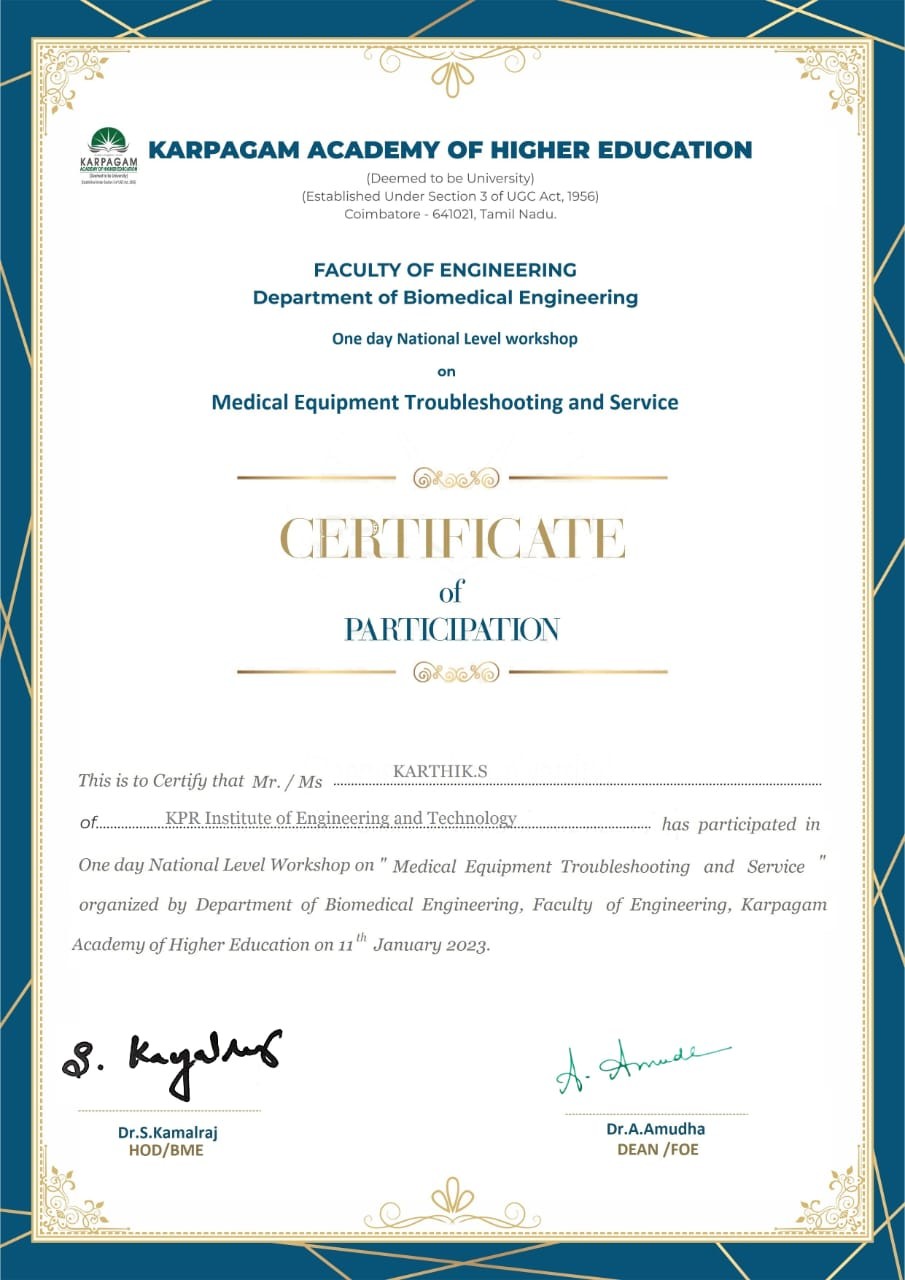 KARPAGAM
ACADEMY OF HIGHER EDUCATION
(Deemed to be University)
KARPAGAM ACADEMY OF HIGHER EDUCATION
(Deemed to be University)
(Established Under Section 3 of UGC Act, 1956)
Coimbatore - 641021, Tamil Nadu.
FACULTY OF ENGINEERING
Department of Biomedical Engineering
One day National Level workshop
on
Medical Equipment Troubleshooting and Service
CERTIFICATE
of
PARTICIPATION
This is to Certify that Mr. / Ms KARTHIK.S
of KPR Institute of Engineering and Technology has participated in
One day National Level Workshop on " Medical Equipment Troubleshooting and Service "
organized by Department of Biomedical Engineering, Faculty of Engineering, Karpagam
Academy of Higher Education on 11th January 2023.
A. Amudha
Dr.S.Kamalraj
HOD/BME
Dr.A.Amudha
DEAN /FOE